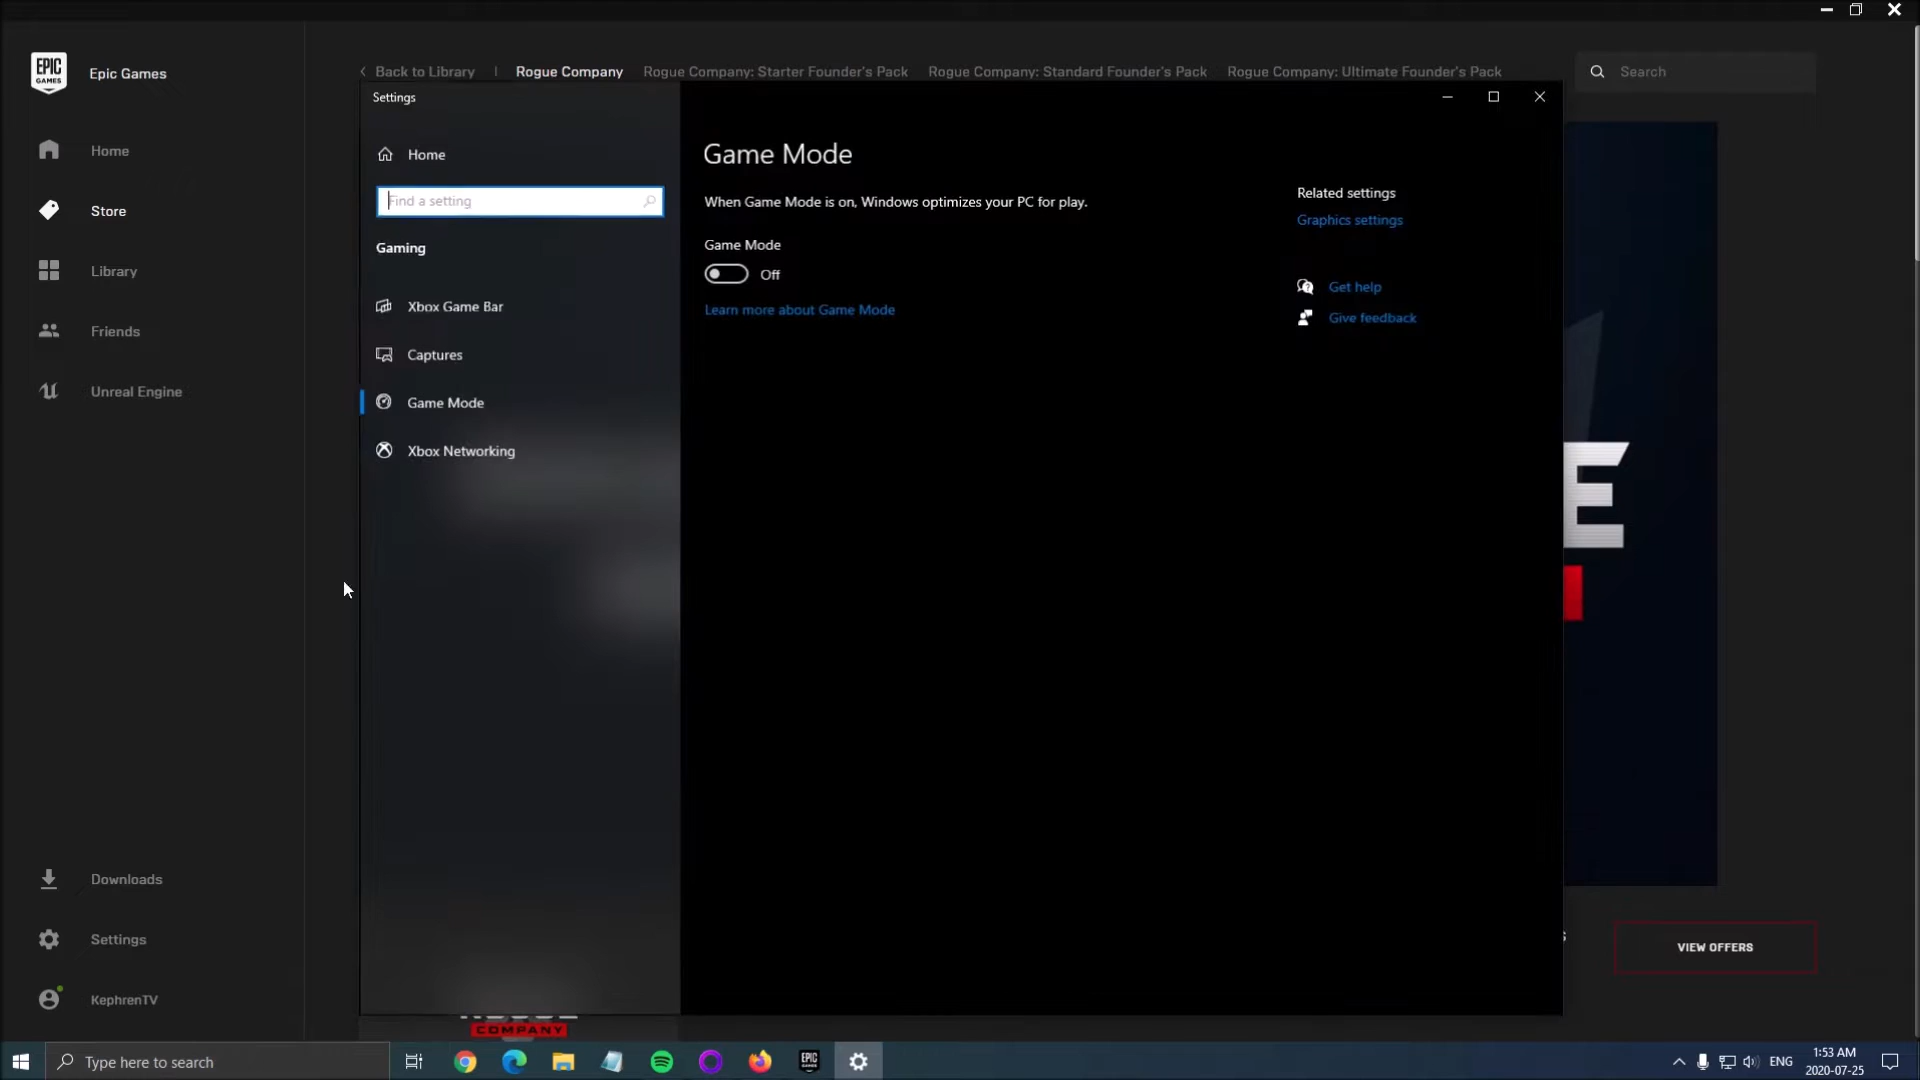 EPIC
GAMES
Epic Games
Home
Store
Library
Friends
Unreal Engine
Downloads
Settings
KephrenTV
Back to Library | Rogue Company Rogue Company: Starter Founder's Pack Rogue Company: Standard Founder's Pack Rogue Company: Ultimate Founder's Pack
Search
Settings
Home
Find a setting
Gaming
Xbox Game Bar
Captures
Game Mode
Xbox Networking
Game Mode
When Game Mode is on, Windows optimizes your PC for play.
Game Mode
Off
Learn more about Game Mode
Related settings
Graphics settings
Get help
Give feedback
E
VIEW OFFERS
COMPANY
Type here to search
EPIC
GAMES
ENG
1:53 AM
2020-07-25